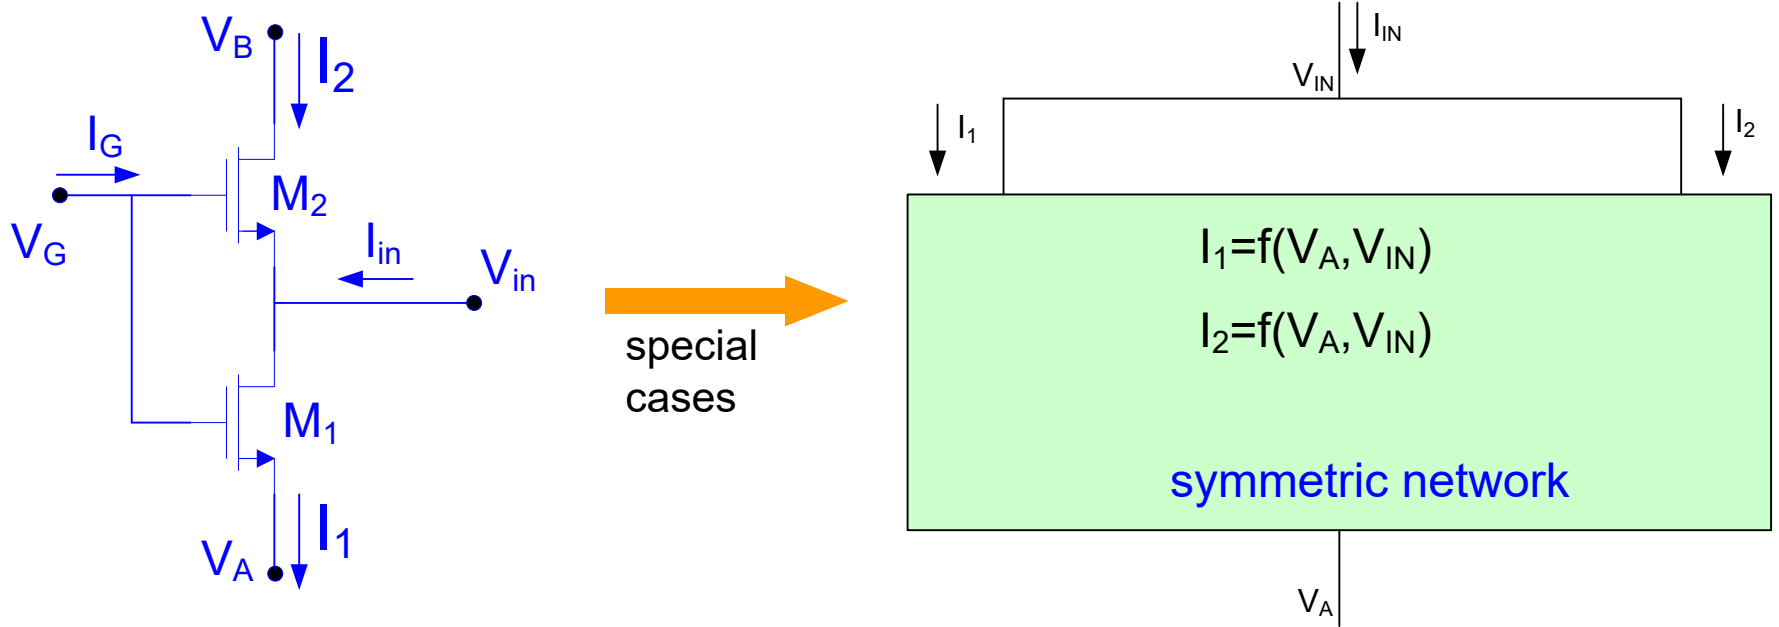 V_B
I_2
I_G
M_2
V_G
I_in
V_in
M_1
I_1
V_A
special
cases
I_IN
V_IN
I_1
I_2
I_1=f(V_A,V_IN)
I_2=f(V_A,V_IN)
symmetric network
V_A